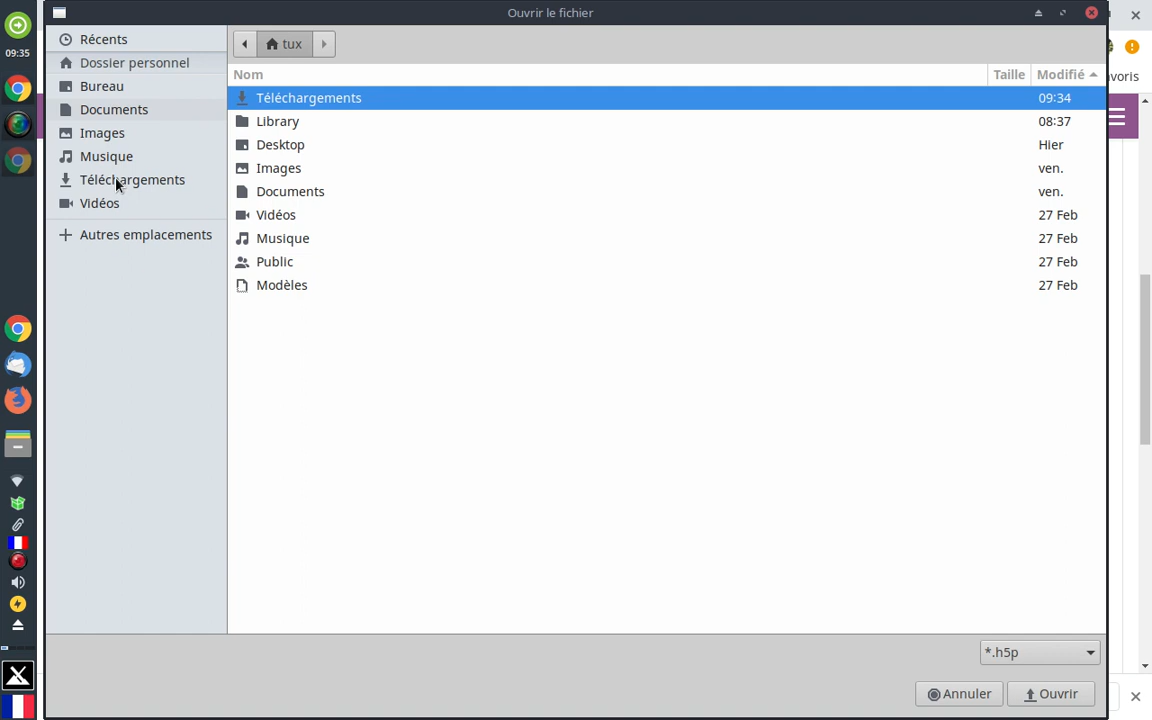 Ouvrir le fichier
09:35
Récents
Dossier personnel
Bureau
Documents
Images
Musique
Téléchargements
Vidéos
Autres emplacements
tux
Nom Taille Modifié
Téléchargements 09:34
Library 08:37
Desktop Hier
Images ven.
Documents ven.
Vidéos 27 Feb
Musique 27 Feb
Public 27 Feb
Modèles 27 Feb
*.h5p
Annuler Ouvrir